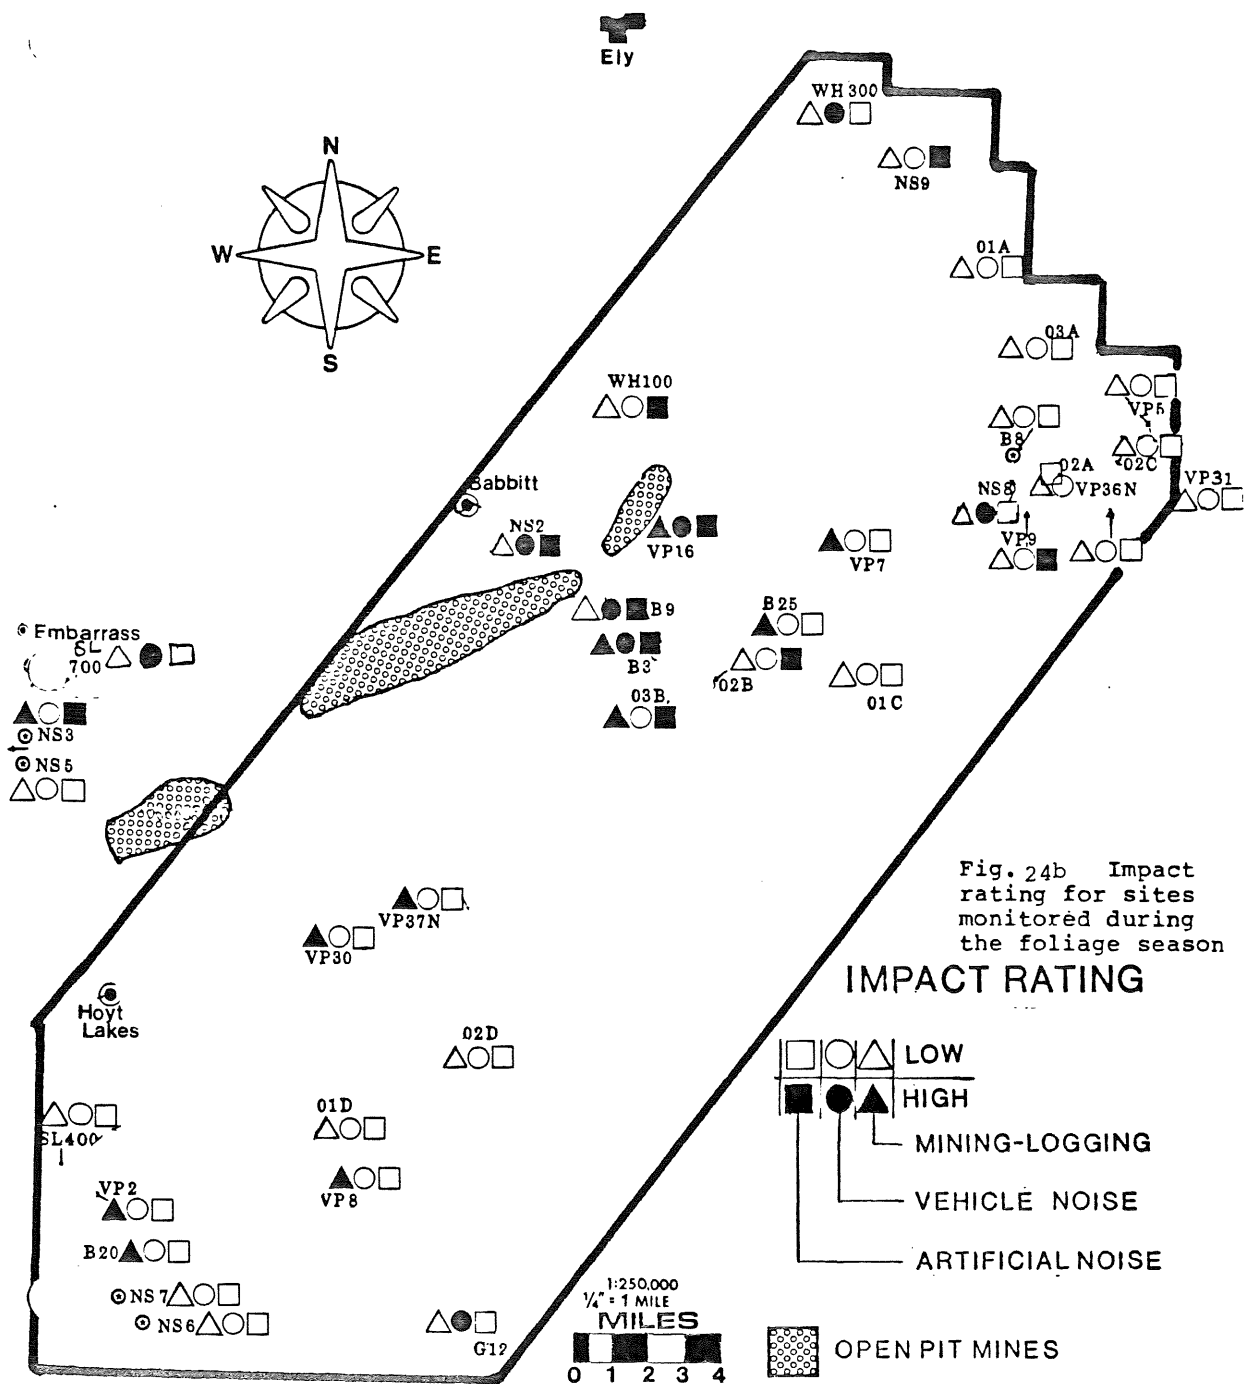 Ely
WH300
NS9
N
W
E
S
01A
03A
WH100
VP5
B8
02C
02A
VP36N
VP31
NS8
VP9
Babbitt
NS2
VP16
VP7
B9
B25
B3
02B
01C
03B
Embarrass
SL
700
NS3
NS5
Fig. 24b Impact
rating for sites
monitored during
the foliage season
IMPACT RATING
VP37N
VP30
Hoyt
Lakes
02D
LOW
HIGH
MINING-LOGGING
VEHICLE NOISE
ARTIFICIAL NOISE
SL400
01D
VP8
VP2
B20
NS7
NS6
G12
1:250,000
¼" = 1 MILE
MILES
0 1 2 3 4
OPEN PIT MINES